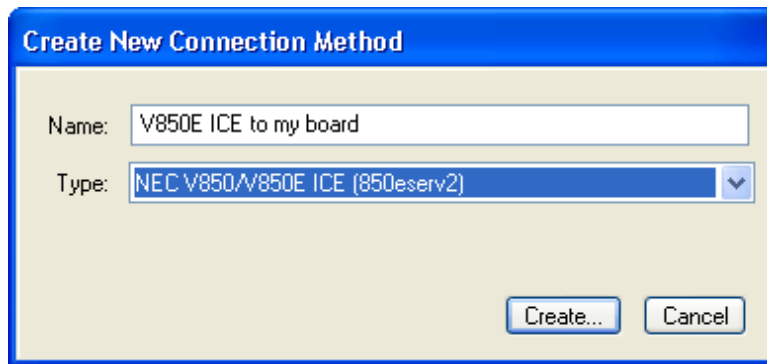 Create New Connection Method
Name: V850E ICE to my board
Type: NEC V850/V850E ICE (850eserv2)
Create... Cancel